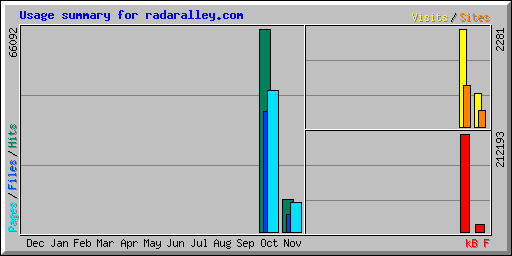 Usage summary for radaralley.com
Visits/Sites
66092
2281
Pages/Files/Hits
212193
Dec Jan Feb Mar Apr May Jun Jul Aug Sep Oct Nov
kB F